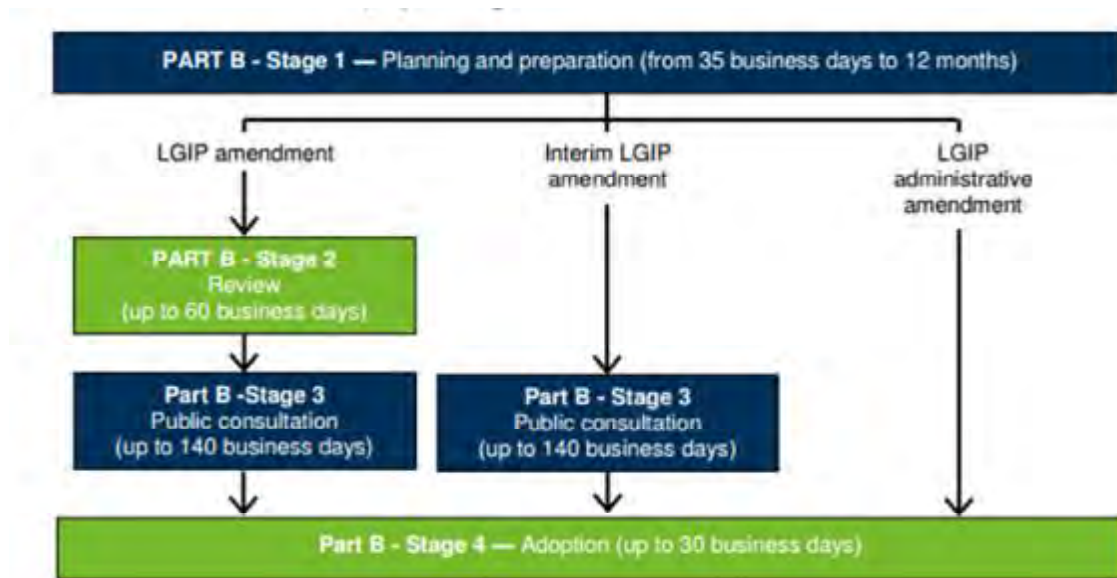 PART B - Stage 1 — Planning and preparation (from 35 business days to 12 months)
LGIP amendment
Interim LGIP
amendment
LGIP
administrative
amendment
PART B - Stage 2
Review
(up to 60 business days)
Part B -Stage 3
Public consultation
(up to 140 business days)
Part B - Stage 3
Public consultation
(up to 140 business days)
Part B - Stage 4 — Adoption (up to 30 business days)